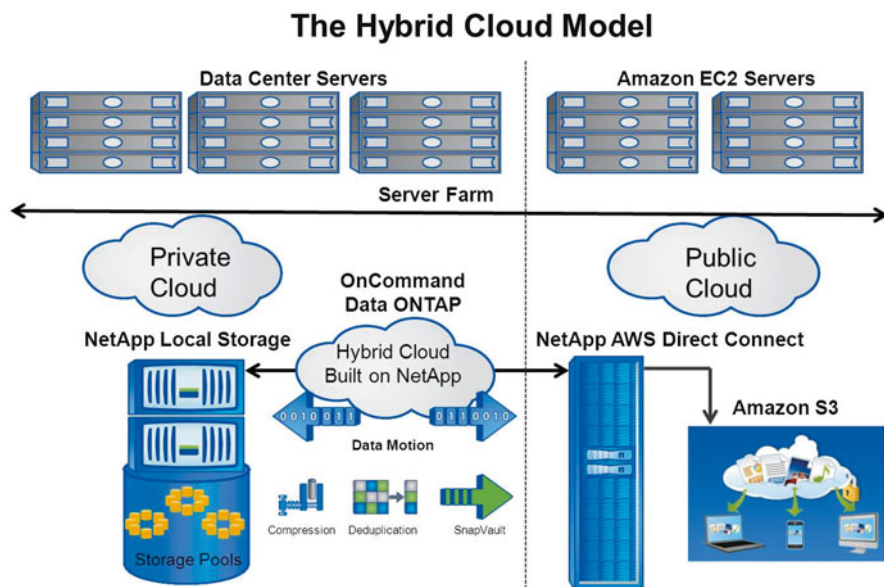 The Hybrid Cloud Model
Data Center Servers
Amazon EC2 Servers
Server Farm
Private
Cloud
Public
Cloud
OnCommand
Data ONTAP
NetApp Local Storage
Hybrid Cloud
Built on NetApp
NetApp AWS Direct Connect
0010011
0110010
Data Motion
Amazon S3
Compression
Deduplication
SnapVault
Storage Pools